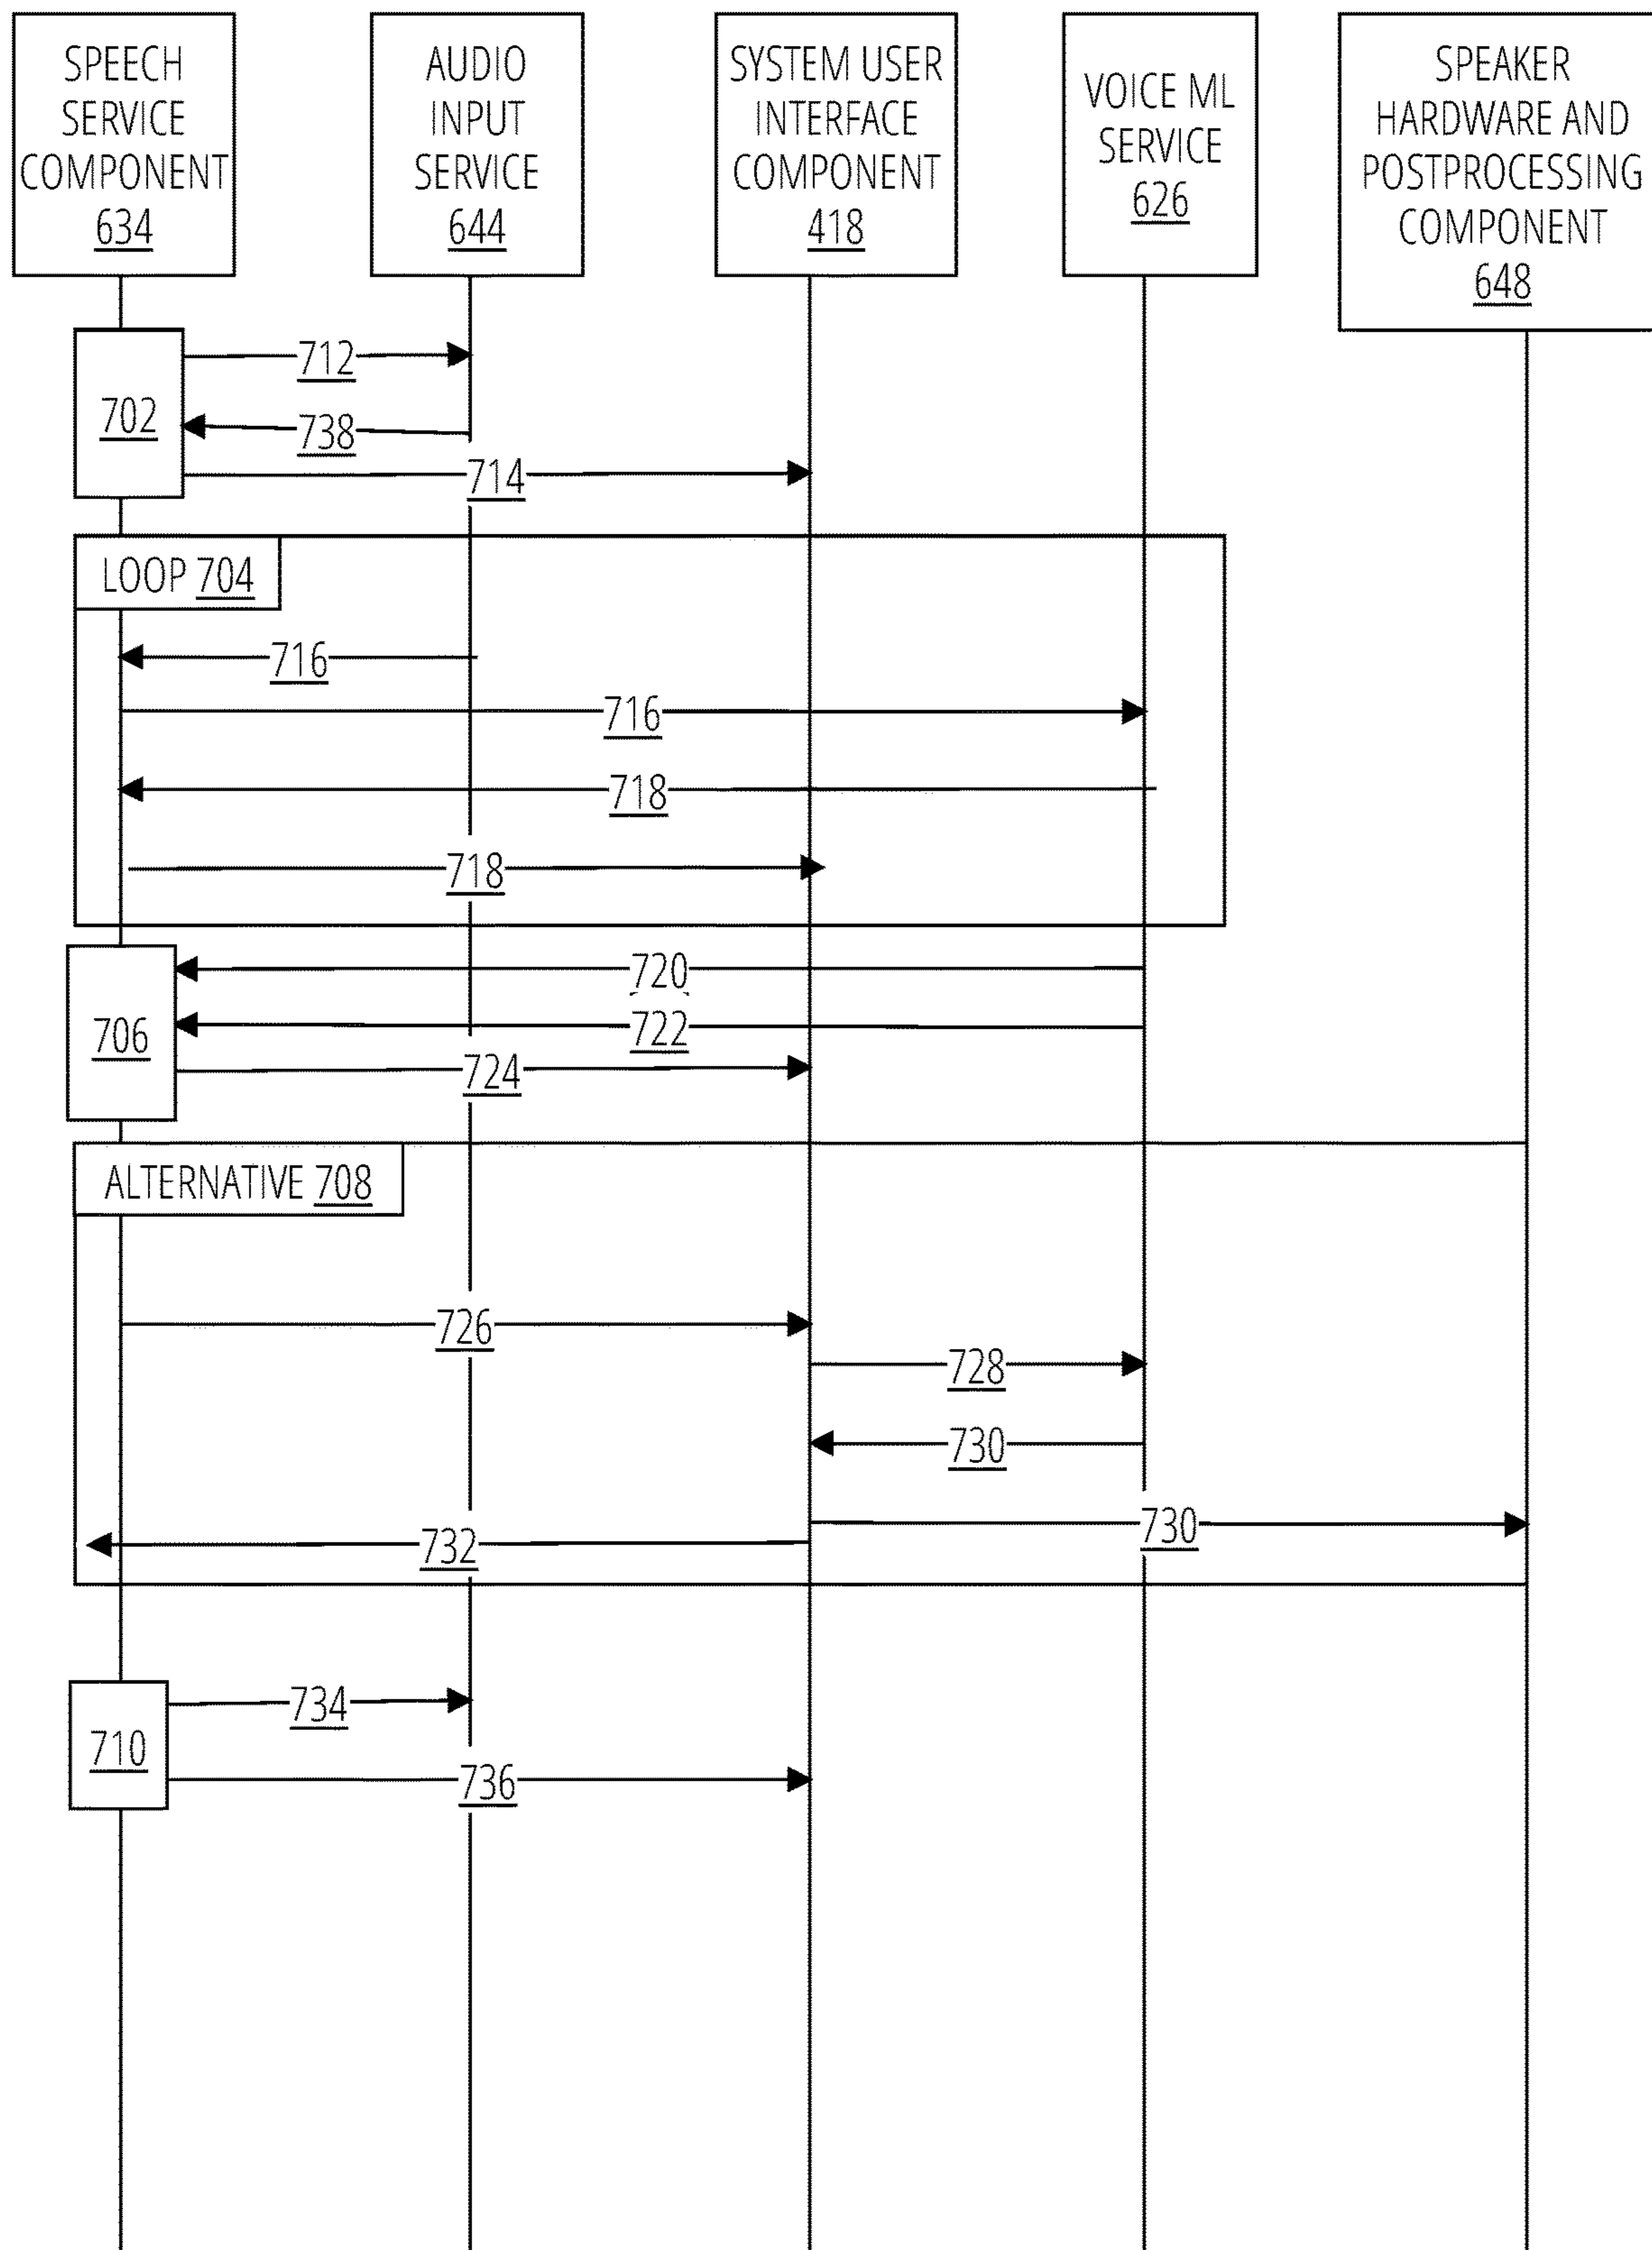 SPEECH
SERVICE
COMPONENT
634
AUDIO
INPUT
SERVICE
644
SYSTEM USER
INTERFACE
COMPONENT
418
VOICE ML
SERVICE
626
SPEAKER
HARDWARE AND
POSTPROCESSING
COMPONENT
648
702
712
738
714
LOOP 704
716
716
718
718
706
720
722
724
ALTERNATIVE 708
726
728
730
730
732
710
734
736